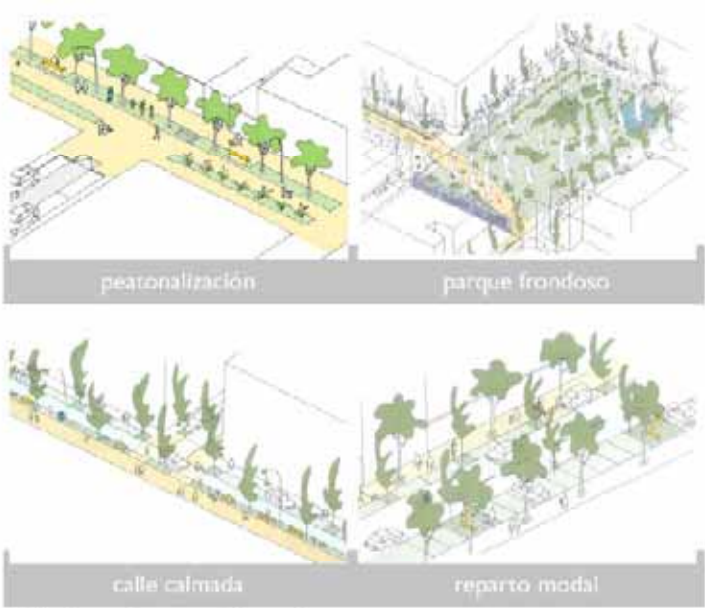 peatonalización
parque frondoso
calle calmada
reparto modal